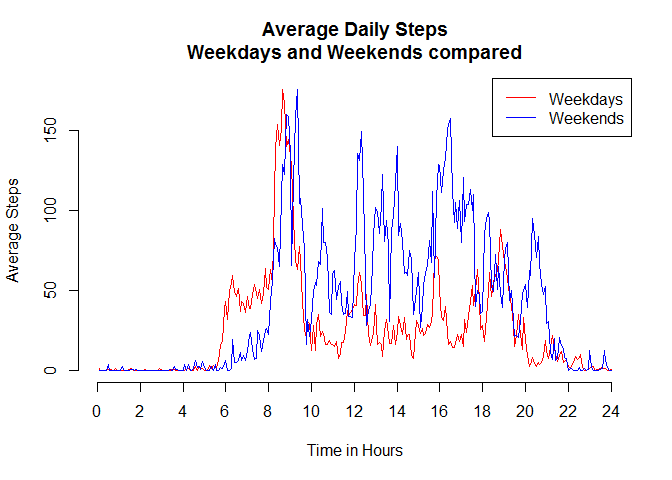 Average Daily Steps
Weekdays and Weekends compared
Weekdays
Weekends
150
100
50
0
Average Steps
0 2 4 6 8 10 12 14 16 18 20 22 24
Time in Hours